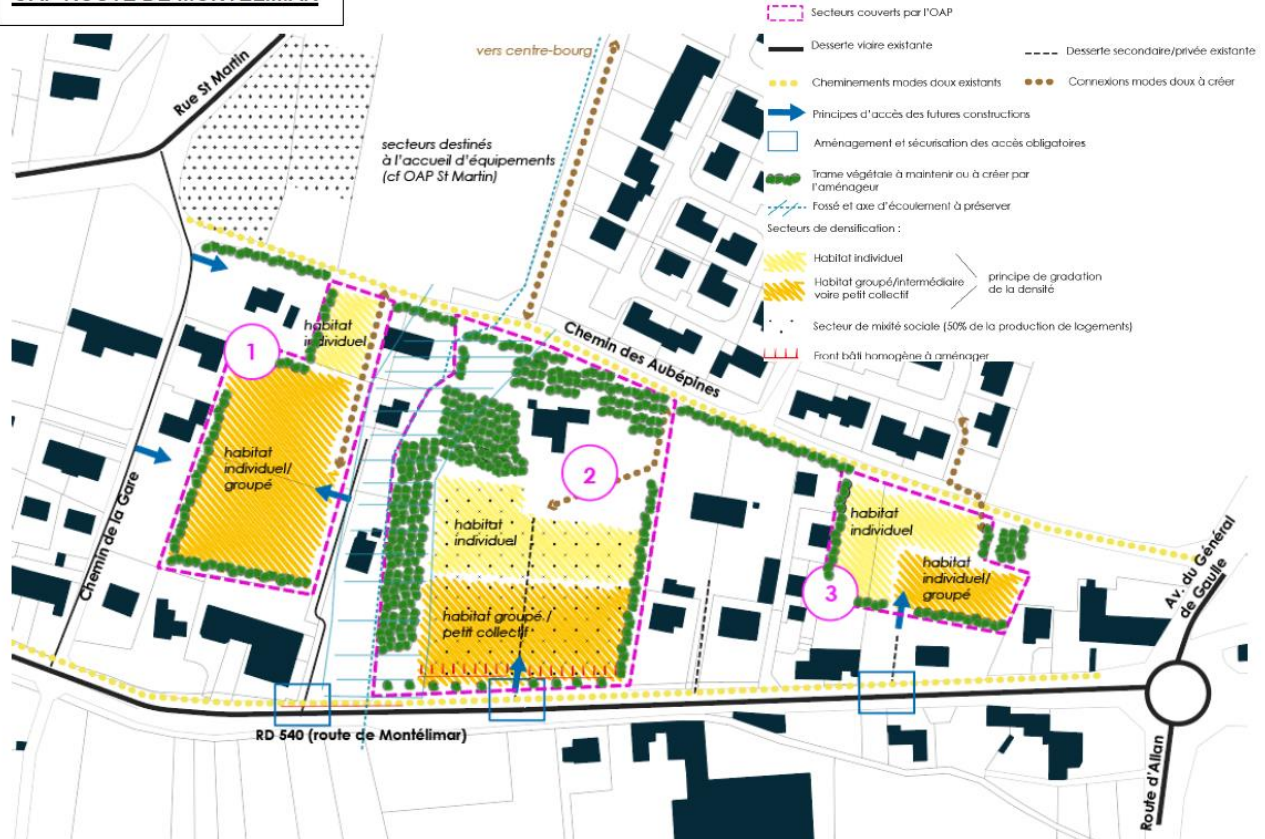 Secteurs couverts par l'OAP
Desserte viaire existante
Desserte secondaire/privée existante
Cheminements modes doux existants
Connexions modes doux à créer
Principes d'accès des futures constructions
Aménagement et sécurisation des accès obligatoires
Trame végétale à maintenir ou à créer par
l'aménageur
Fossé et axe d'écoulement à préserver
Secteurs de densification :
Habitat individuel
Habitat groupé/intermédiaire
voire petit collectif
principe de gradation
de la densité
Secteur de mixité sociale (50% de la production de logements)
Front bâti homogène à aménager
vers centre-bourg
Rue St Martin
secteurs destinés
à l'accueil d'équipements
(cf OAP St Martin)
Chemin des Aubépines
1
habitat
individuel
habitat
individuel/
groupé
Chemin de la Gare
2
habitat
individuel
habitat groupé /
petit collectif
3
habitat
individuel
habitat
individuel/
groupé
Av. du Général
de Gaulle
RD 540 (route de Montélimar)
Route d'Allan